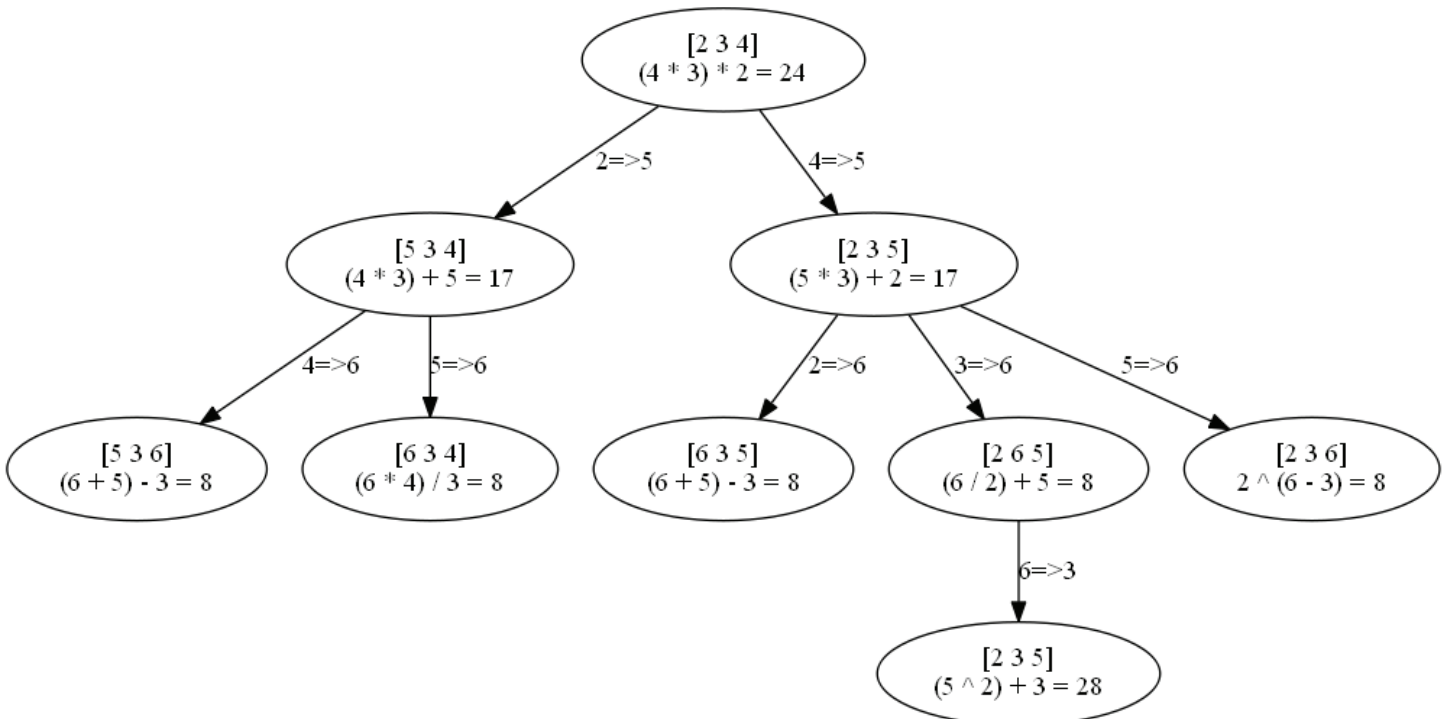 [2 3 4]
(4 * 3) * 2 = 24
2=>5
4=>5
[5 3 4]
(4 * 3) + 5 = 17
[2 3 5]
(5 * 3) + 2 = 17
4=>6
5=>6
2=>6
3=>6
5=>6
[5 3 6]
(6 + 5) - 3 = 8
[6 3 4]
(6 * 4) / 3 = 8
[6 3 5]
(6 + 5) - 3 = 8
[2 6 5]
(6 / 2) + 5 = 8
[2 3 6]
2 ^ (6 - 3) = 8
6=>3
[2 3 5]
(5 ^ 2) + 3 = 28